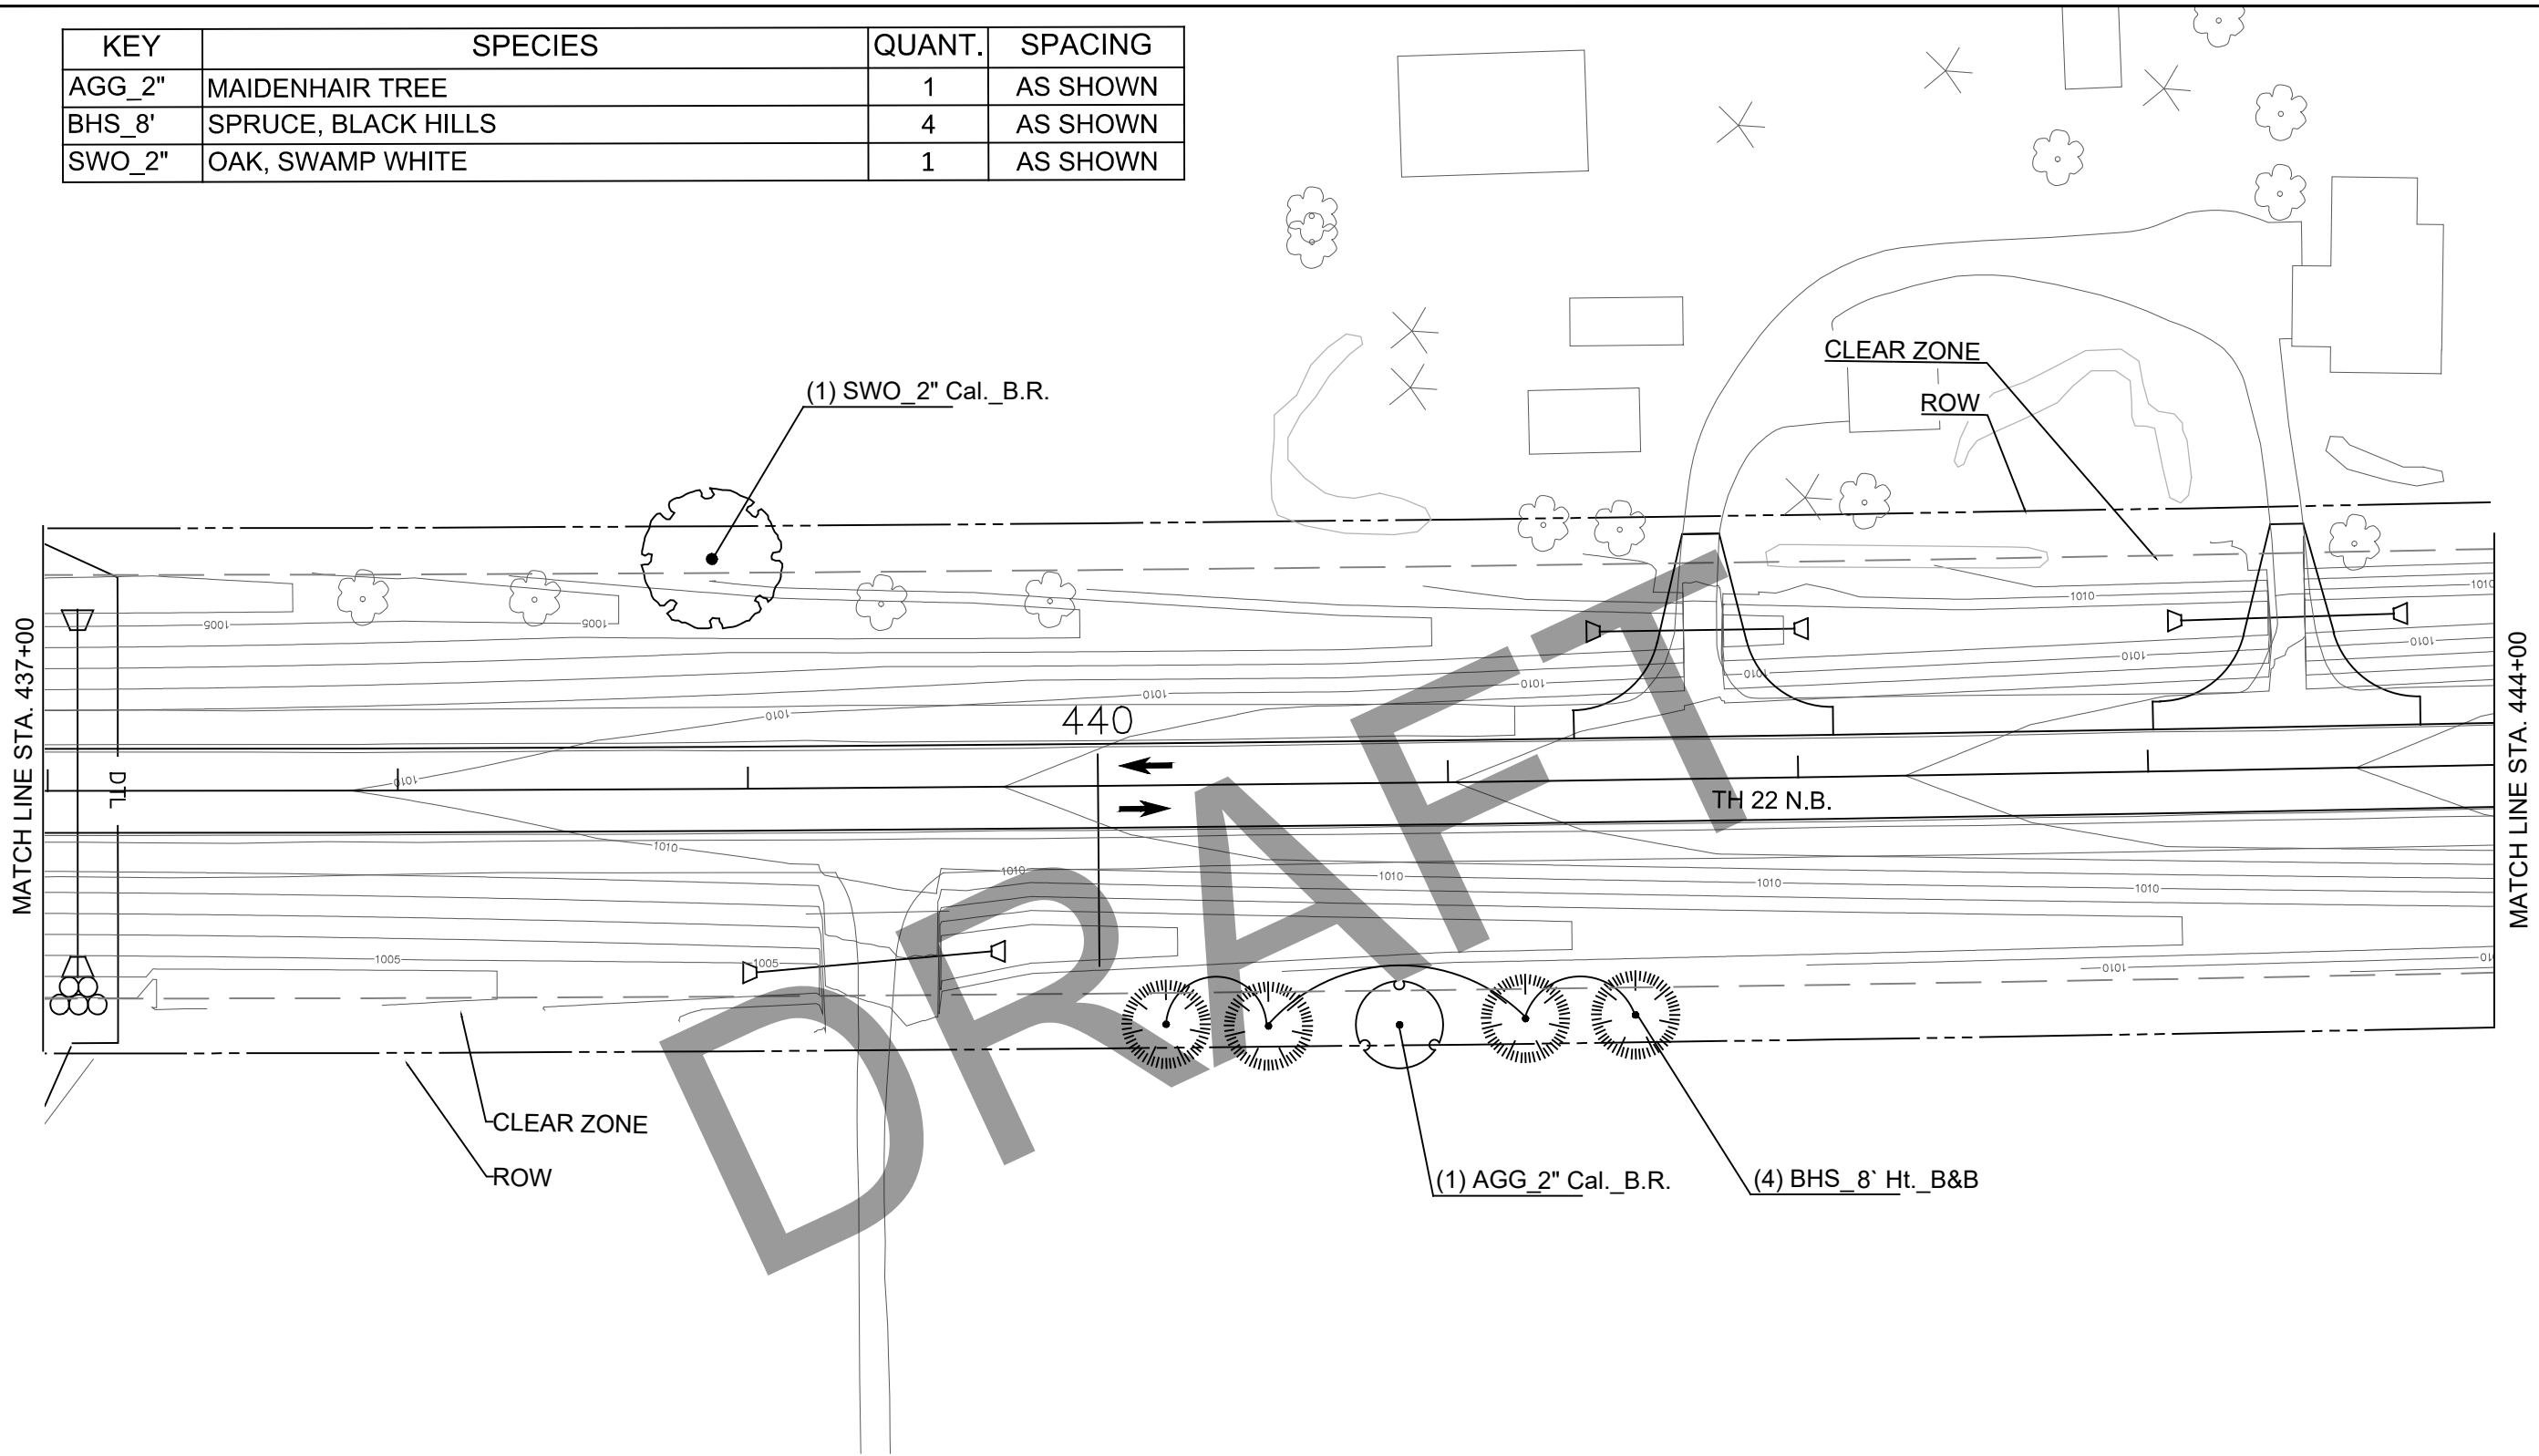 KEY SPECIES QUANT. SPACING
AGG_2" MAIDENHAIR TREE 1 AS SHOWN
BHS_8' SPRUCE, BLACK HILLS 4 AS SHOWN
SWO_2" OAK, SWAMP WHITE 1 AS SHOWN
(1) SWO_2" Cal._B.R.
CLEAR ZONE
ROW
MATCH LINE STA. 437+00
MATCH LINE STA. 444+00
1005
1005
1010
1010
1010
1010
1010
1010
1010
1010
440
DTL
1010
TH 22 N.B.
1010
1010
1010
1010
1010
1005
1005
1010
DRAFT
CLEAR ZONE
ROW
(1) AGG_2" Cal._B.R.
(4) BHS_8` Ht._B&B